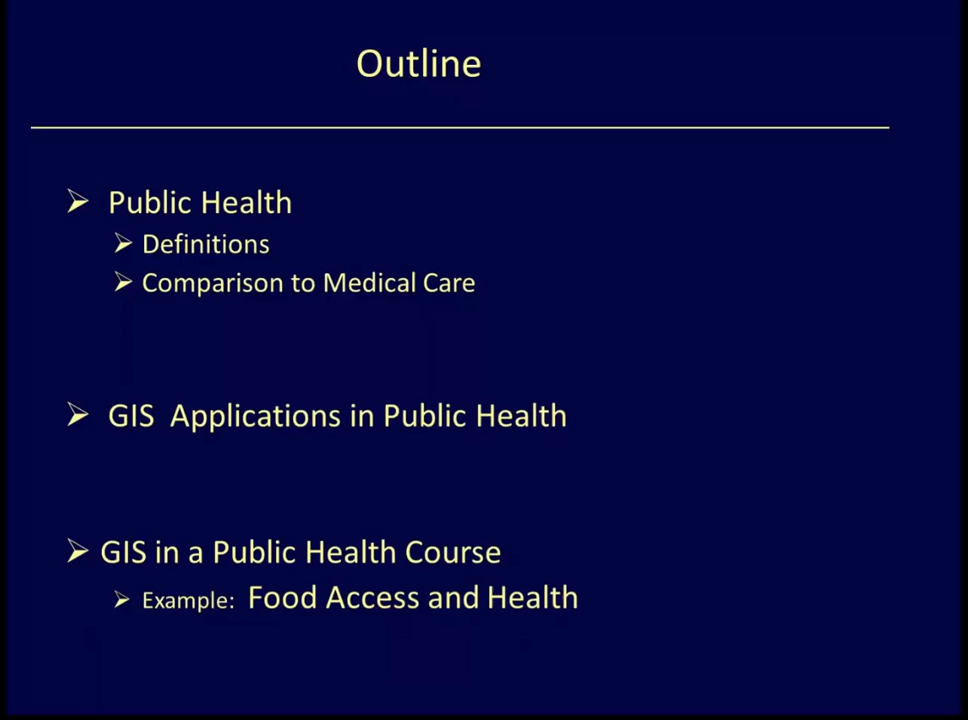 Outline
➢ Public Health
➢ Definitions
➢ Comparison to Medical Care
➢ GIS Applications in Public Health
➢ GIS in a Public Health Course
➢ Example: Food Access and Health